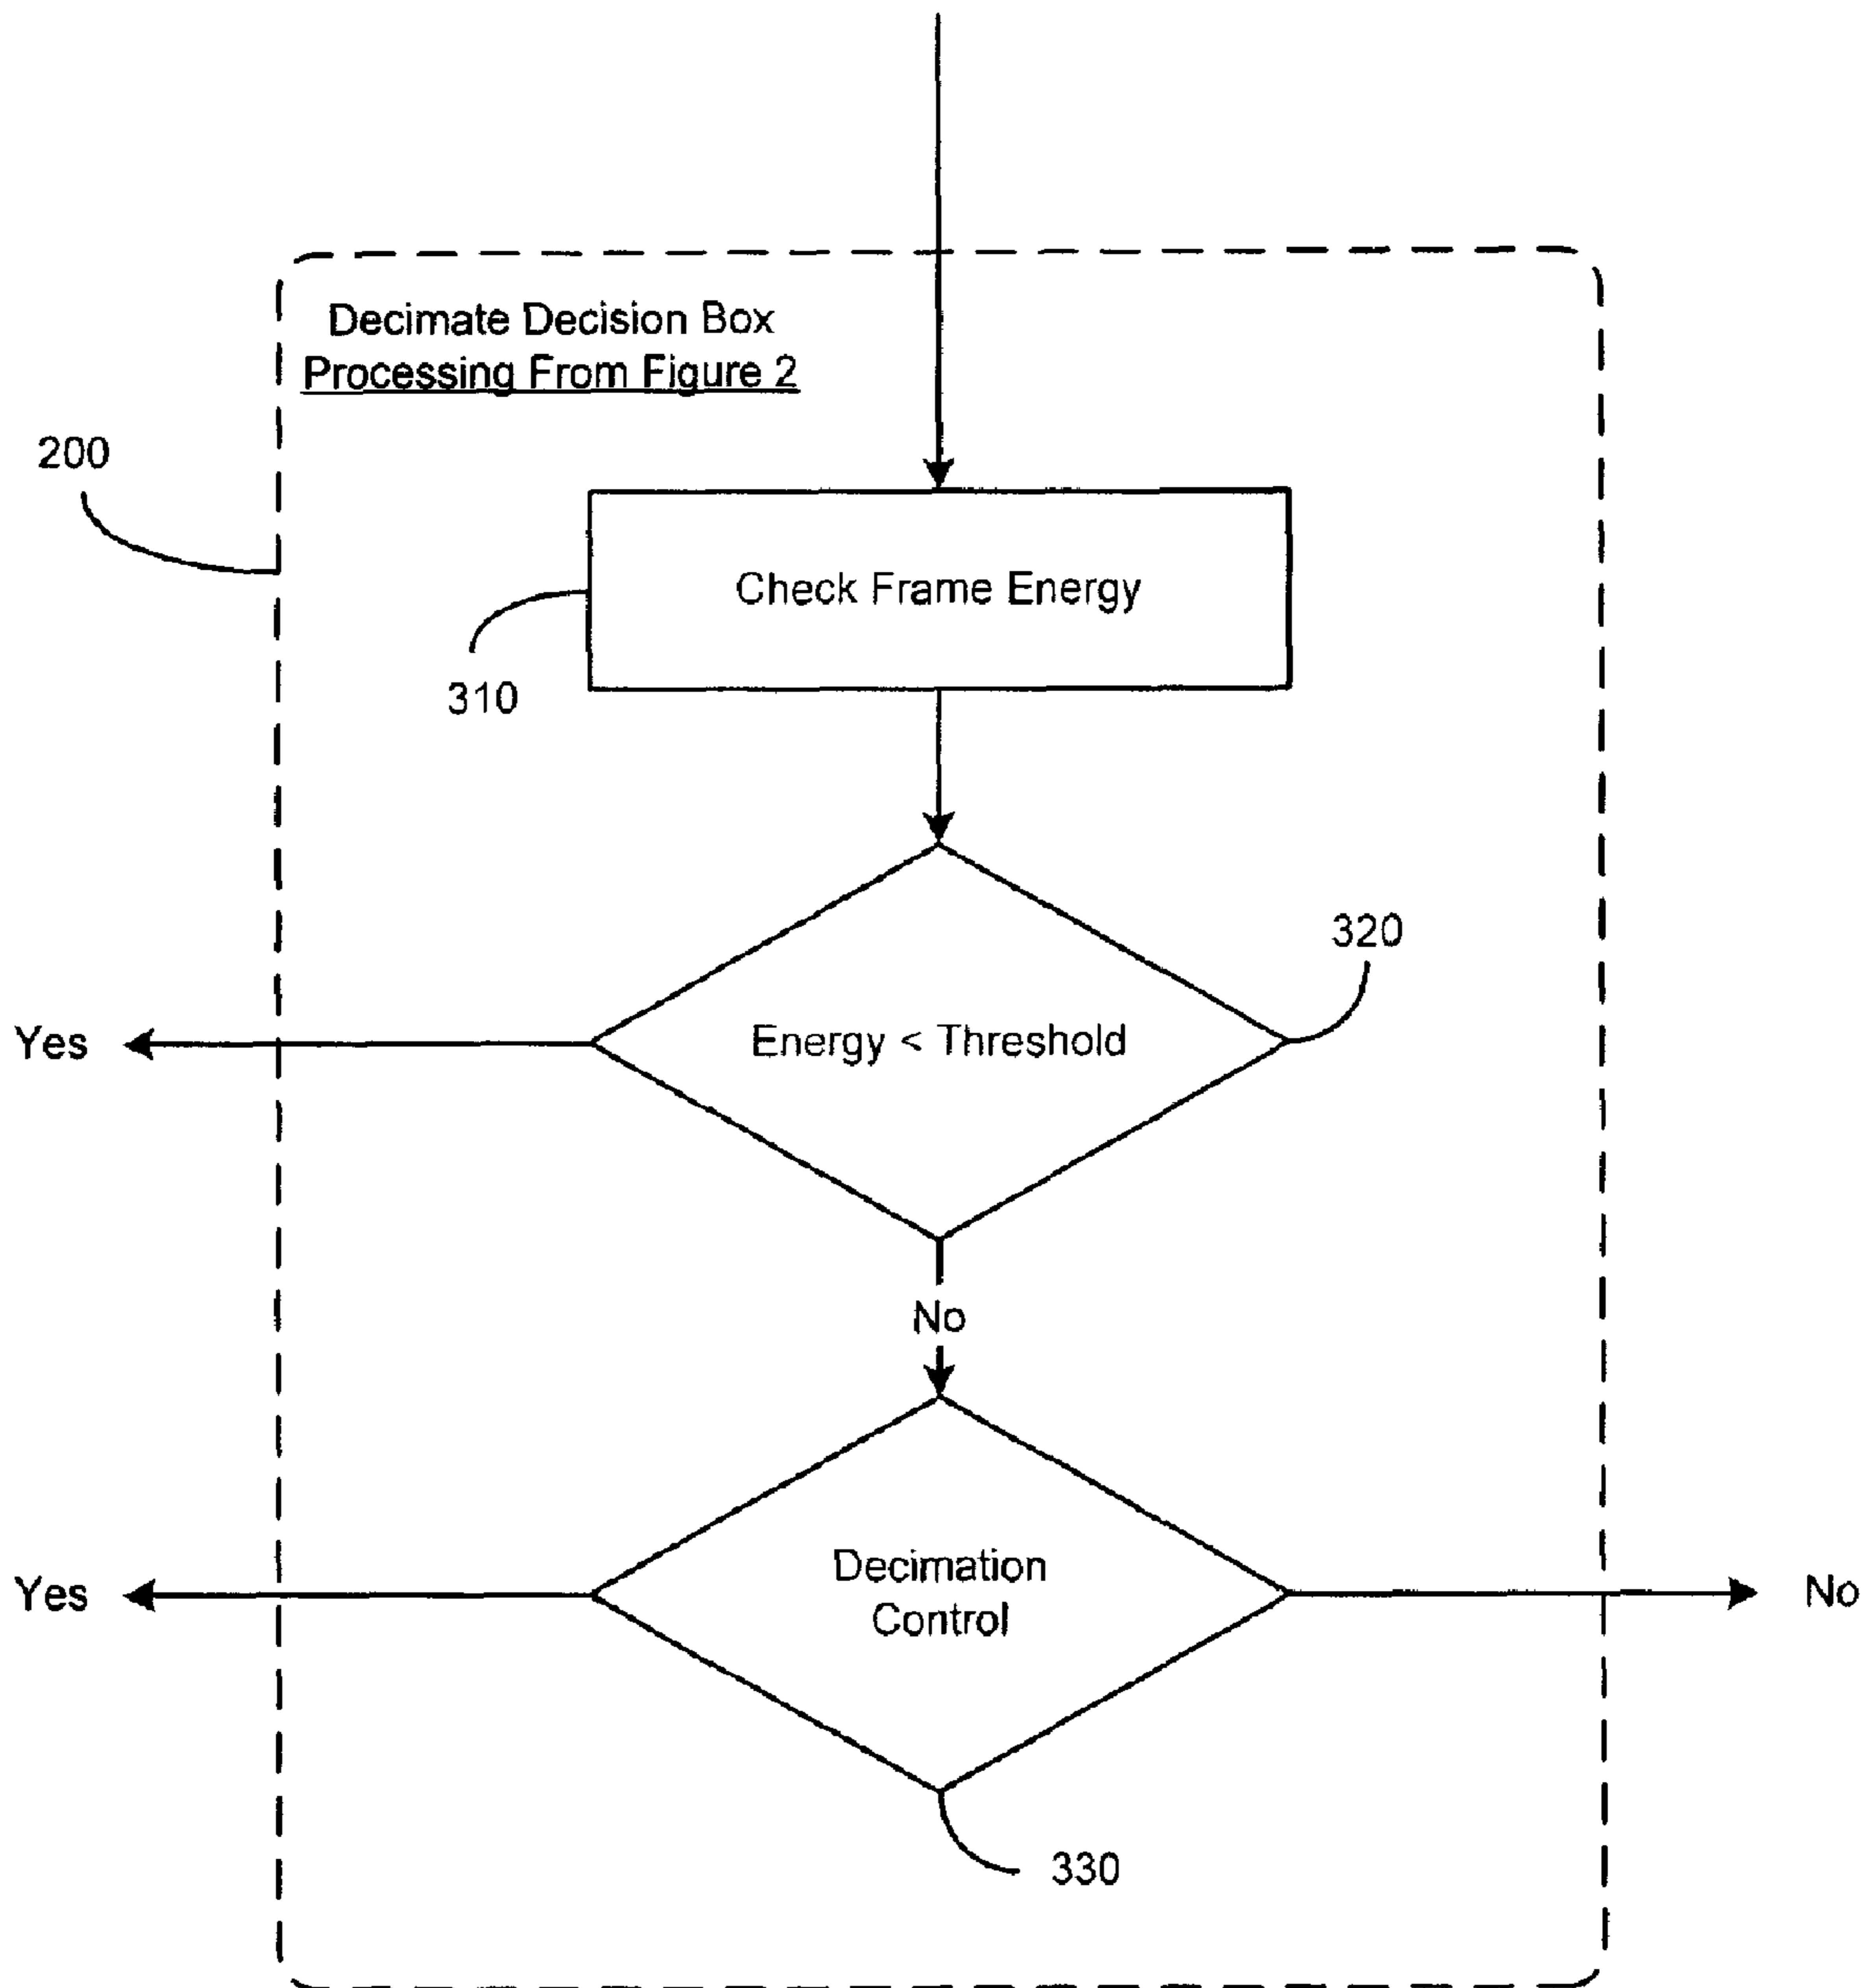 Decimate Decision Box
Processing From Figure 2
200
Check Frame Energy
310
320
Energy < Threshold
Yes
No
Decimation
Control
Yes
No
330